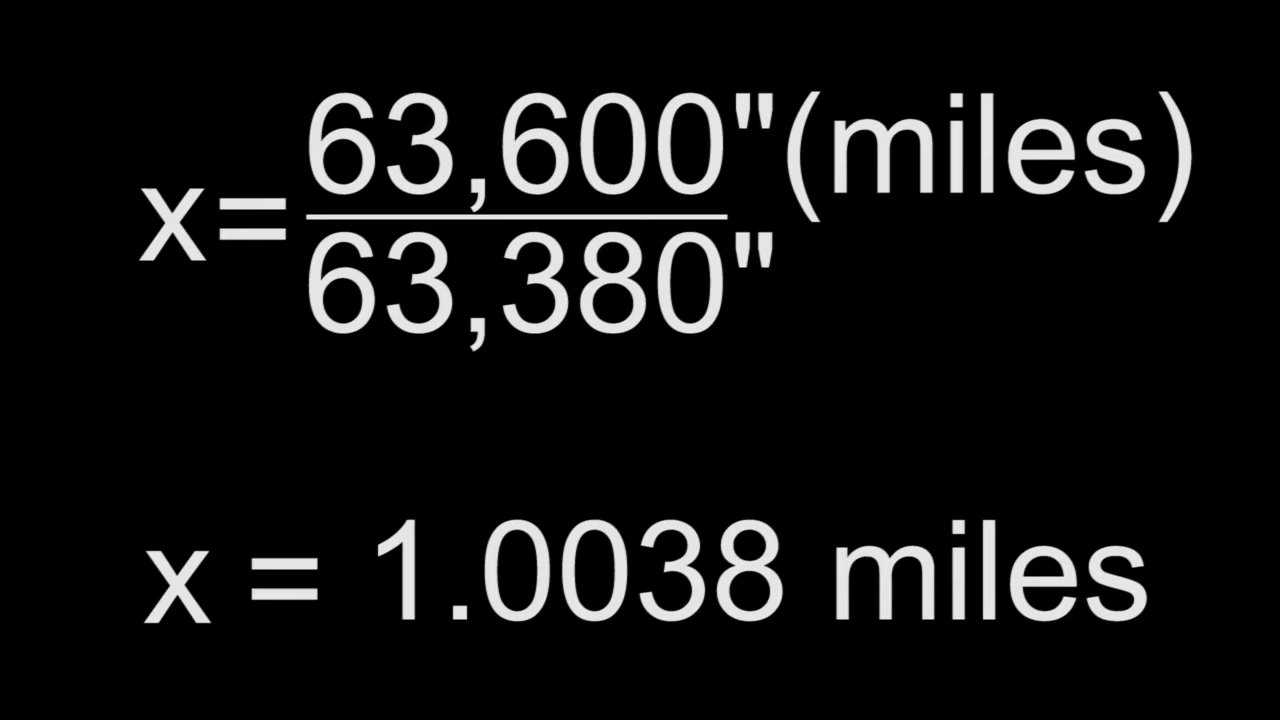 63,600"(miles)
x=
63,380"
x = 1.0038 miles